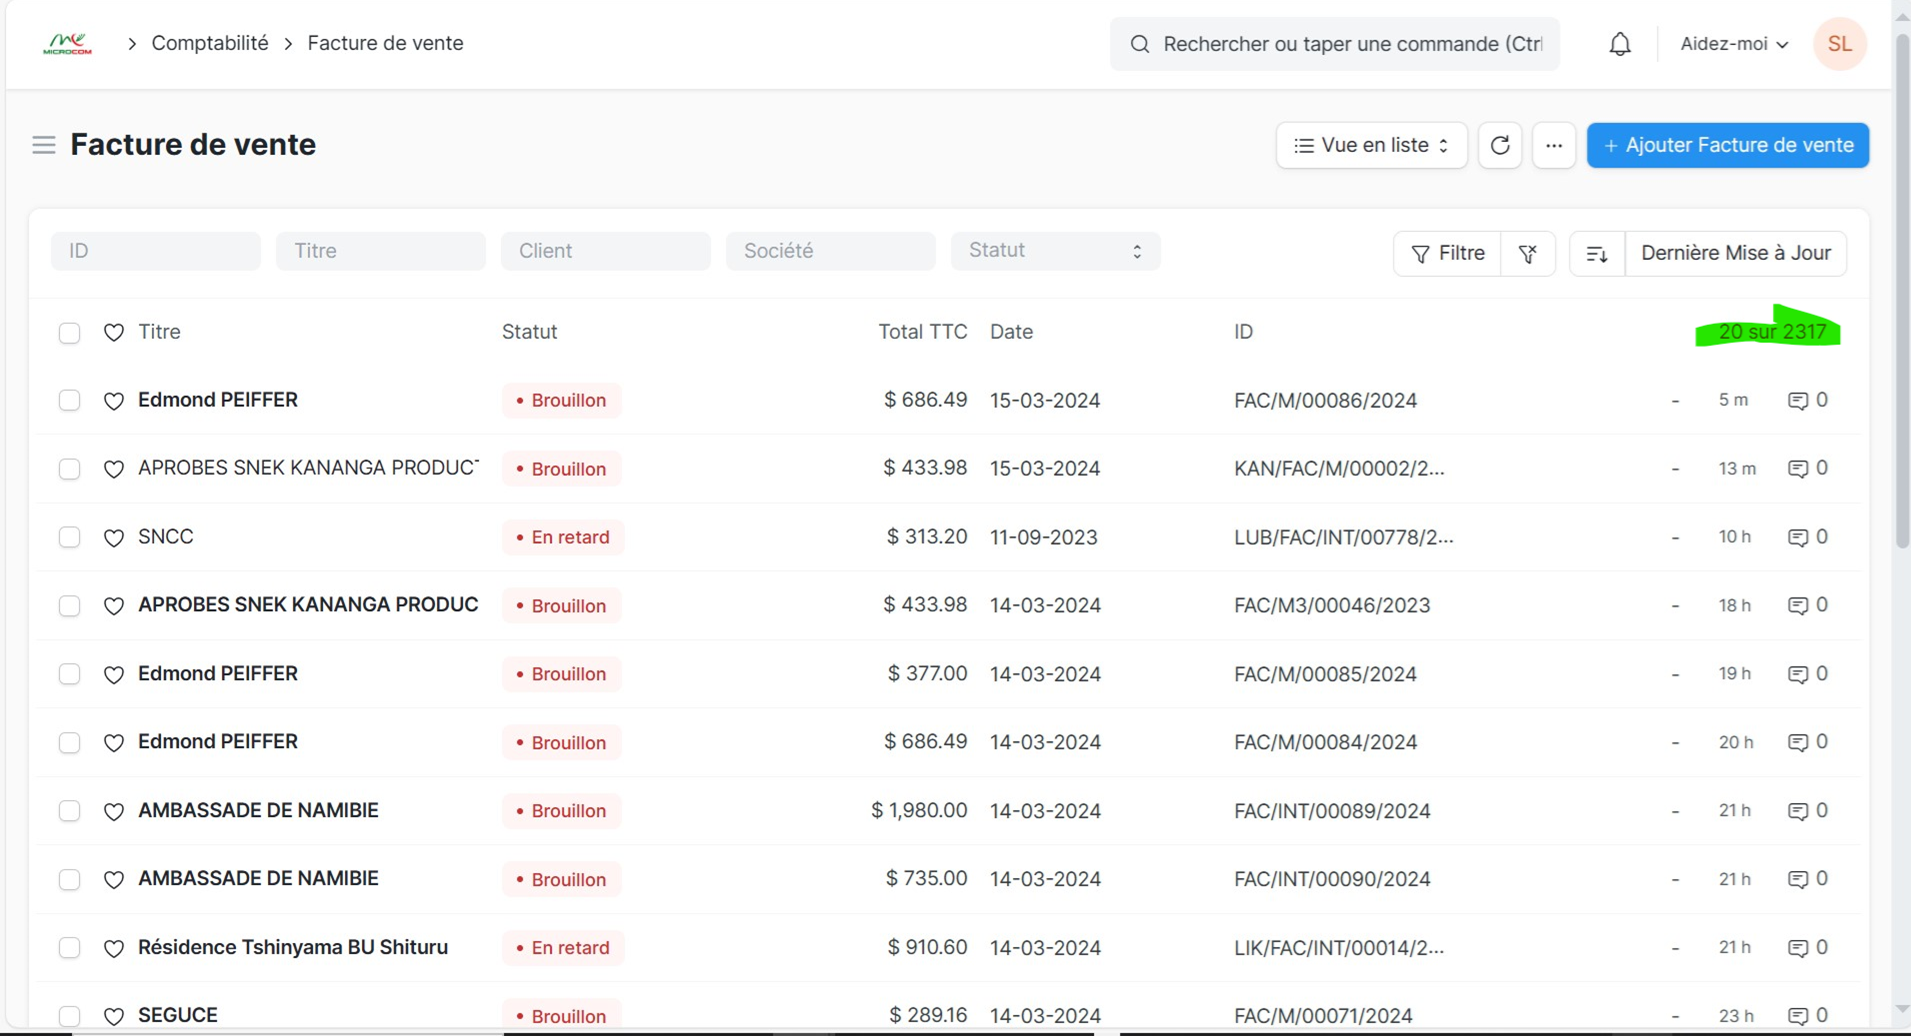 MICROCOM > Comptabilité > Facture de vente Rechercher ou taper une commande (Ctrl Aidez-moi SL
Facture de vente Vue en liste ... + Ajouter Facture de vente
ID Titre Client Société Statut Filtre Dernière Mise à Jour
Titre Statut Total TTC Date ID 20 sur 2317
Edmond PEIFFER • Brouillon $ 686.49 15-03-2024 FAC/M/00086/2024 - 5 m 0
APROBES SNEK KANANGA PRODUCT • Brouillon $ 433.98 15-03-2024 KAN/FAC/M/00002/2... - 13 m 0
SNCC • En retard $ 313.20 11-09-2023 LUB/FAC/INT/00778/2... - 10 h 0
APROBES SNEK KANANGA PRODUC • Brouillon $ 433.98 14-03-2024 FAC/M3/00046/2023 - 18 h 0
Edmond PEIFFER • Brouillon $ 377.00 14-03-2024 FAC/M/00085/2024 - 19 h 0
Edmond PEIFFER • Brouillon $ 686.49 14-03-2024 FAC/M/00084/2024 - 20 h 0
AMBASSADE DE NAMIBIE • Brouillon $ 1,980.00 14-03-2024 FAC/INT/00089/2024 - 21 h 0
AMBASSADE DE NAMIBIE • Brouillon $ 735.00 14-03-2024 FAC/INT/00090/2024 - 21 h 0
Résidence Tshinyama BU Shituru • En retard $ 910.60 14-03-2024 LIK/FAC/INT/00014/2... - 21 h 0
SEGUCE • Brouillon $ 289.16 14-03-2024 FAC/M/00071/2024 - 23 h 0